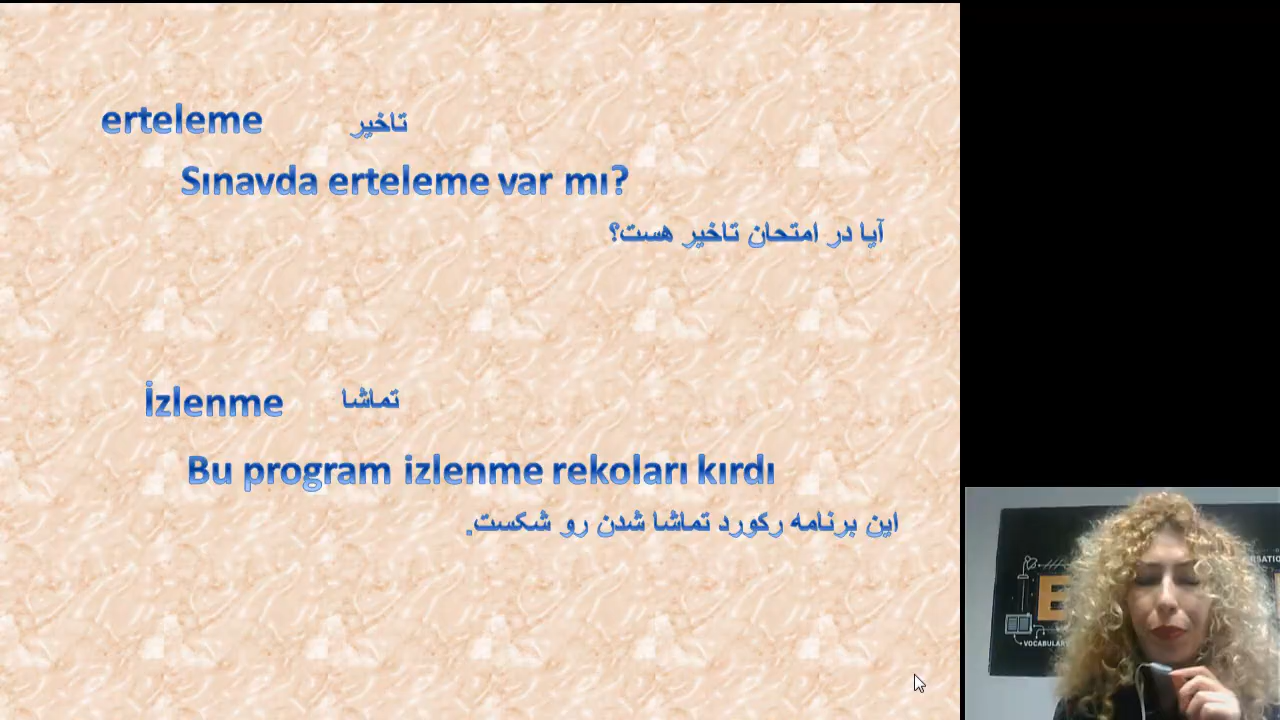 erteleme تاخیر
Sınavda erteleme var mı?
آیا در امتحان تاخیر هست؟
İzlenme تماشا
Bu program izlenme rekoları kırdı
این برنامه رکورد تماشا شدن رو شکست.
E
VOCABULARY